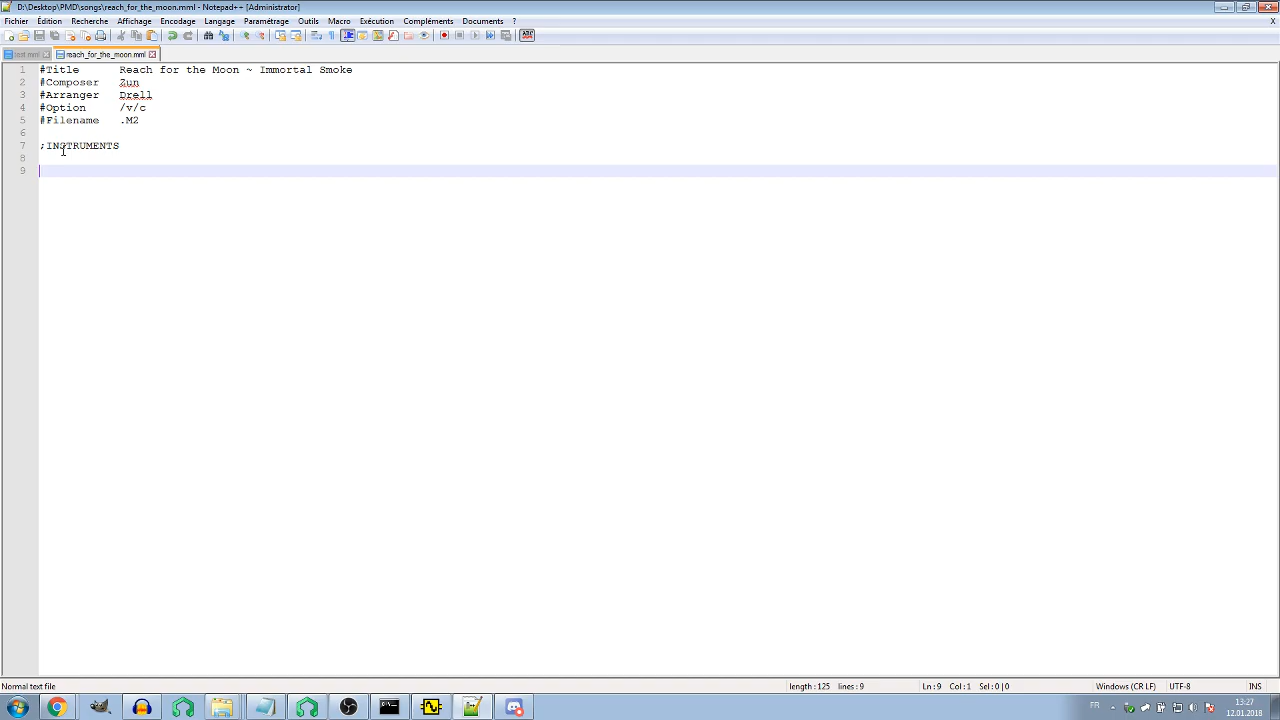 D:\Desktop\PMD\songs\reach_for_the_moon.mml - Notepad++ [Administrator]
Fichier Édition Recherche Affichage Encodage Langage Paramétrage Outils Macro Exécution Compléments Documents ? X
reach_for_the_moon.mml
1 #Title Reach for the Moon ~ Immortal Smoke
2 #Composer Zun
3 #Arranger Drell
4 #Option /v/c
5 #Filename .M2
6
7 ;INSTRUMENTS
8
9
Normal text file length : 125 lines : 9 Ln : 9 Col : 1 Sel : 0 | 0 Windows (CR LF) UTF-8 INS
FR 13:27
12.01.2018